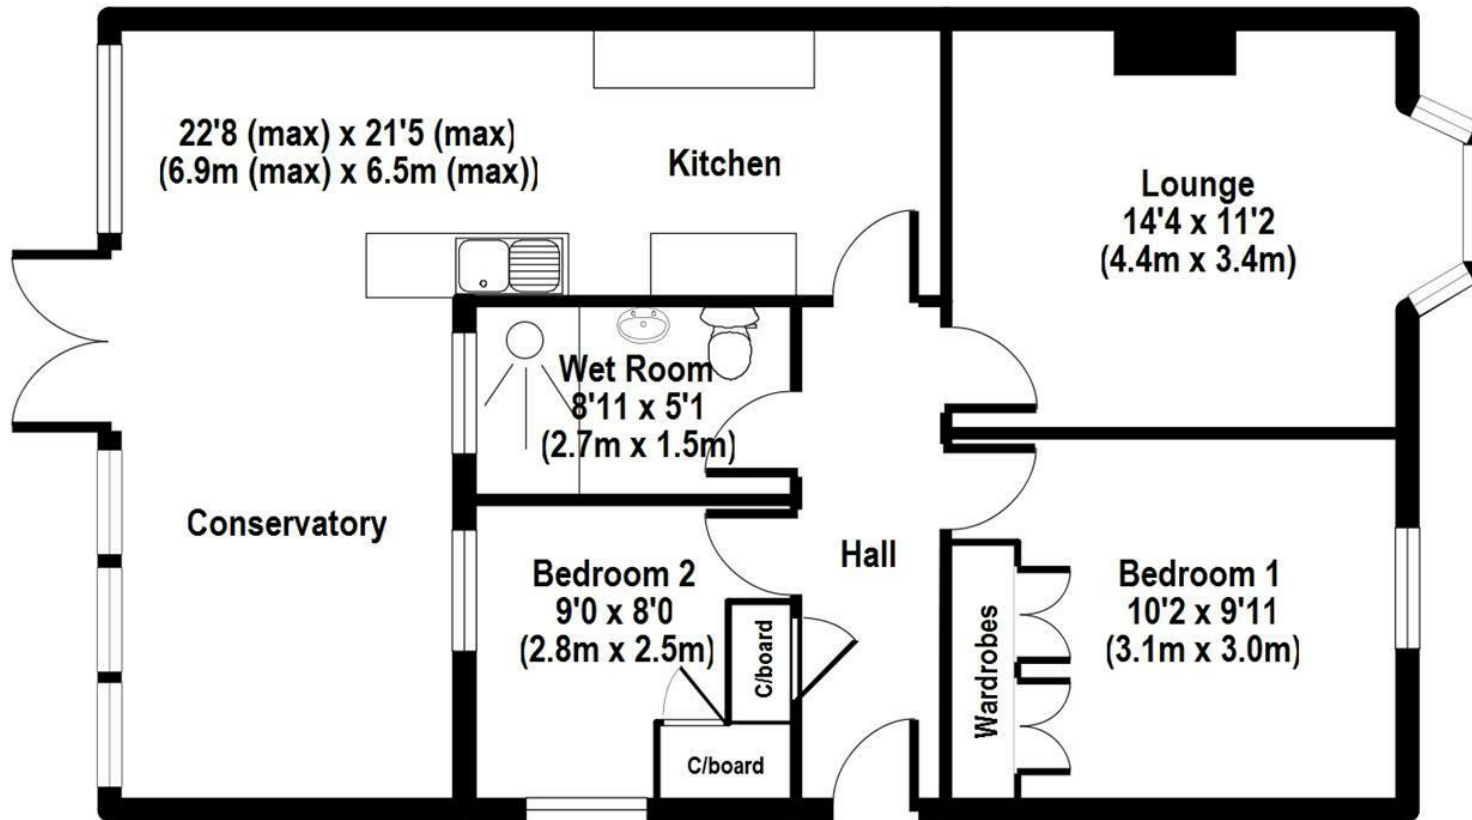 22'8 (max) x 21'5 (max)
(6.9m (max) x 6.5m (max))
Kitchen
Lounge
14'4 x 11'2
(4.4m x 3.4m)
Wet Room
8'11 x 5'1
(2.7m x 1.5m)
Conservatory
Hall
Bedroom 2
9'0 x 8'0
(2.8m x 2.5m)
C/board
C/board
Wardrobes
Bedroom 1
10'2 x 9'11
(3.1m x 3.0m)